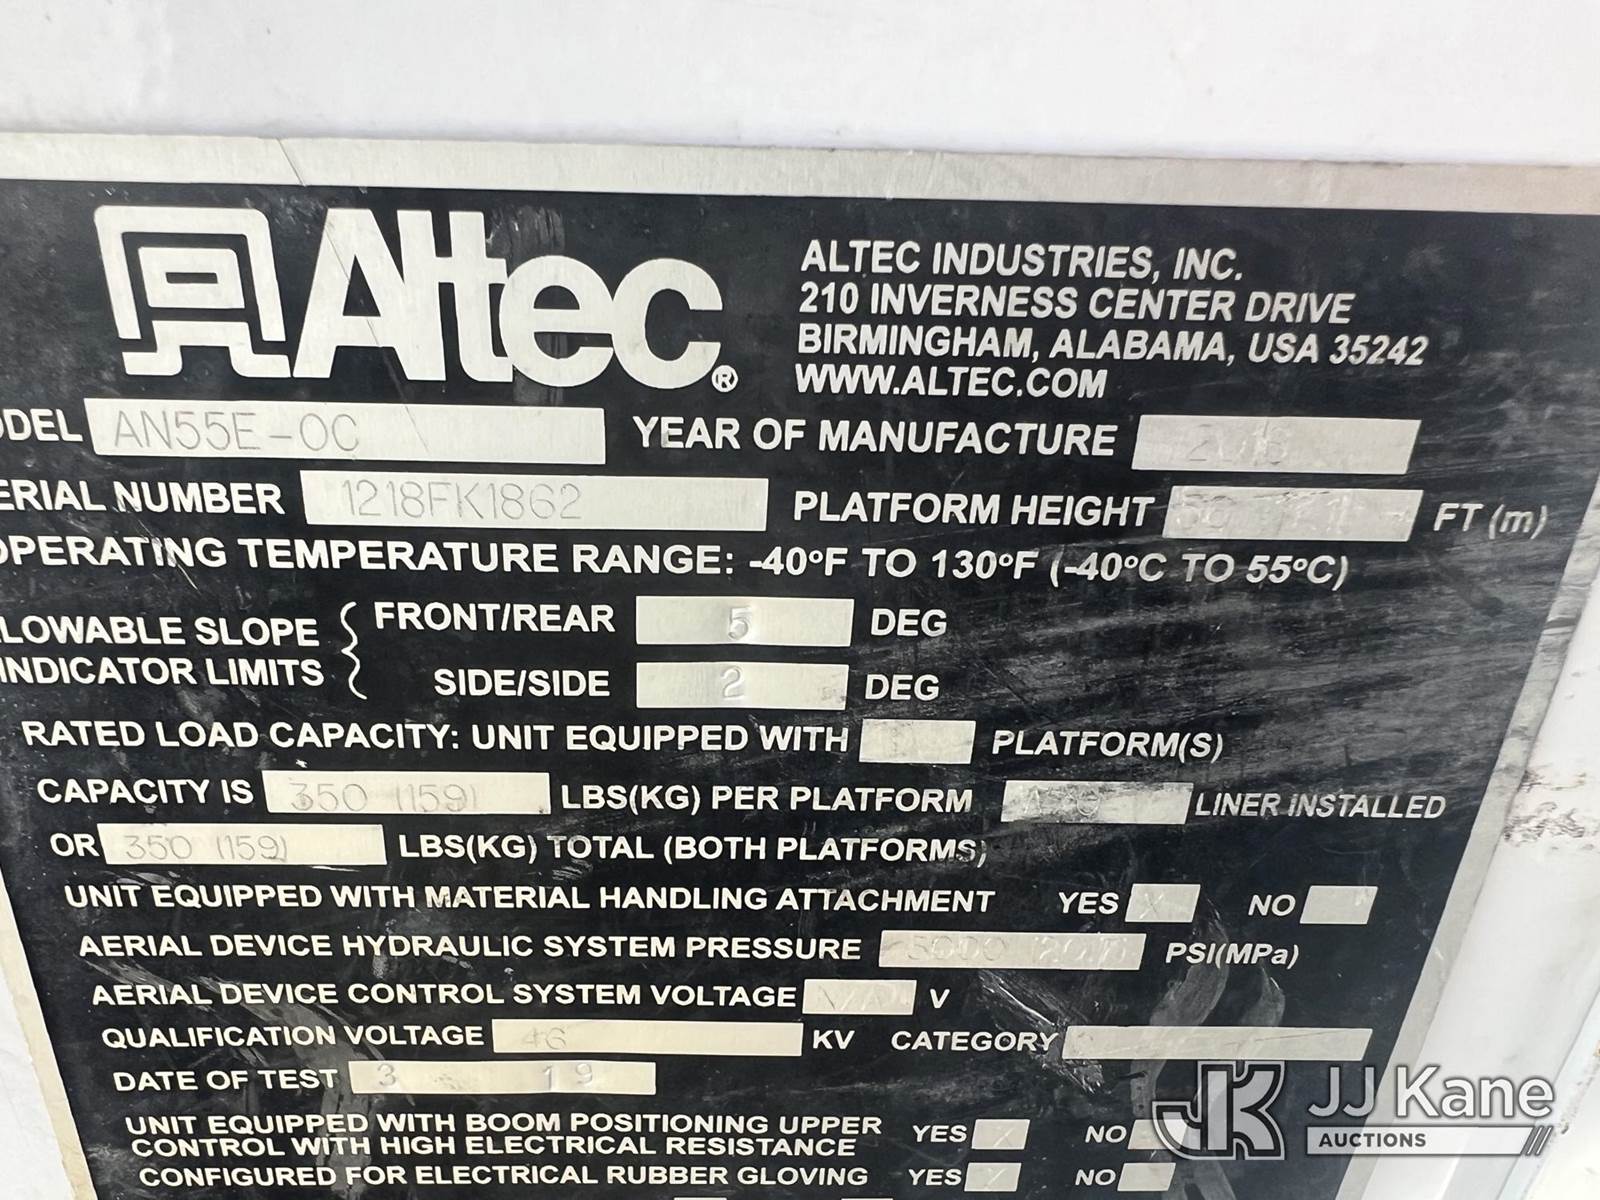 Altec®
ALTEC INDUSTRIES, INC.
210 INVERNESS CENTER DRIVE
BIRMINGHAM, ALABAMA, USA 35242
WWW.ALTEC.COM
ODEL AN55E-OC YEAR OF MANUFACTURE
ERIAL NUMBER 1218FK1862 PLATFORM HEIGHT FT (m)
OPERATING TEMPERATURE RANGE: -40°F TO 130°F (-40°C TO 55°C)
LOWABLE SLOPE
INDICATOR LIMITS
FRONT/REAR 5 DEG
SIDE/SIDE 2 DEG
RATED LOAD CAPACITY: UNIT EQUIPPED WITH 1 PLATFORM(S)
CAPACITY IS 350 (159) LBS(KG) PER PLATFORM LINER INSTALLED
OR 350 (159) LBS(KG) TOTAL (BOTH PLATFORMS)
UNIT EQUIPPED WITH MATERIAL HANDLING ATTACHMENT YES X NO
AERIAL DEVICE HYDRAULIC SYSTEM PRESSURE 3000 (20.7) PSI(MPa)
AERIAL DEVICE CONTROL SYSTEM VOLTAGE N/A V
QUALIFICATION VOLTAGE 46 KV CATEGORY
DATE OF TEST 3 19
UNIT EQUIPPED WITH BOOM POSITIONING UPPER
CONTROL WITH HIGH ELECTRICAL RESISTANCE YES X NO
CONFIGURED FOR ELECTRICAL RUBBER GLOVING YES X NO
JK JJ Kane
AUCTIONS